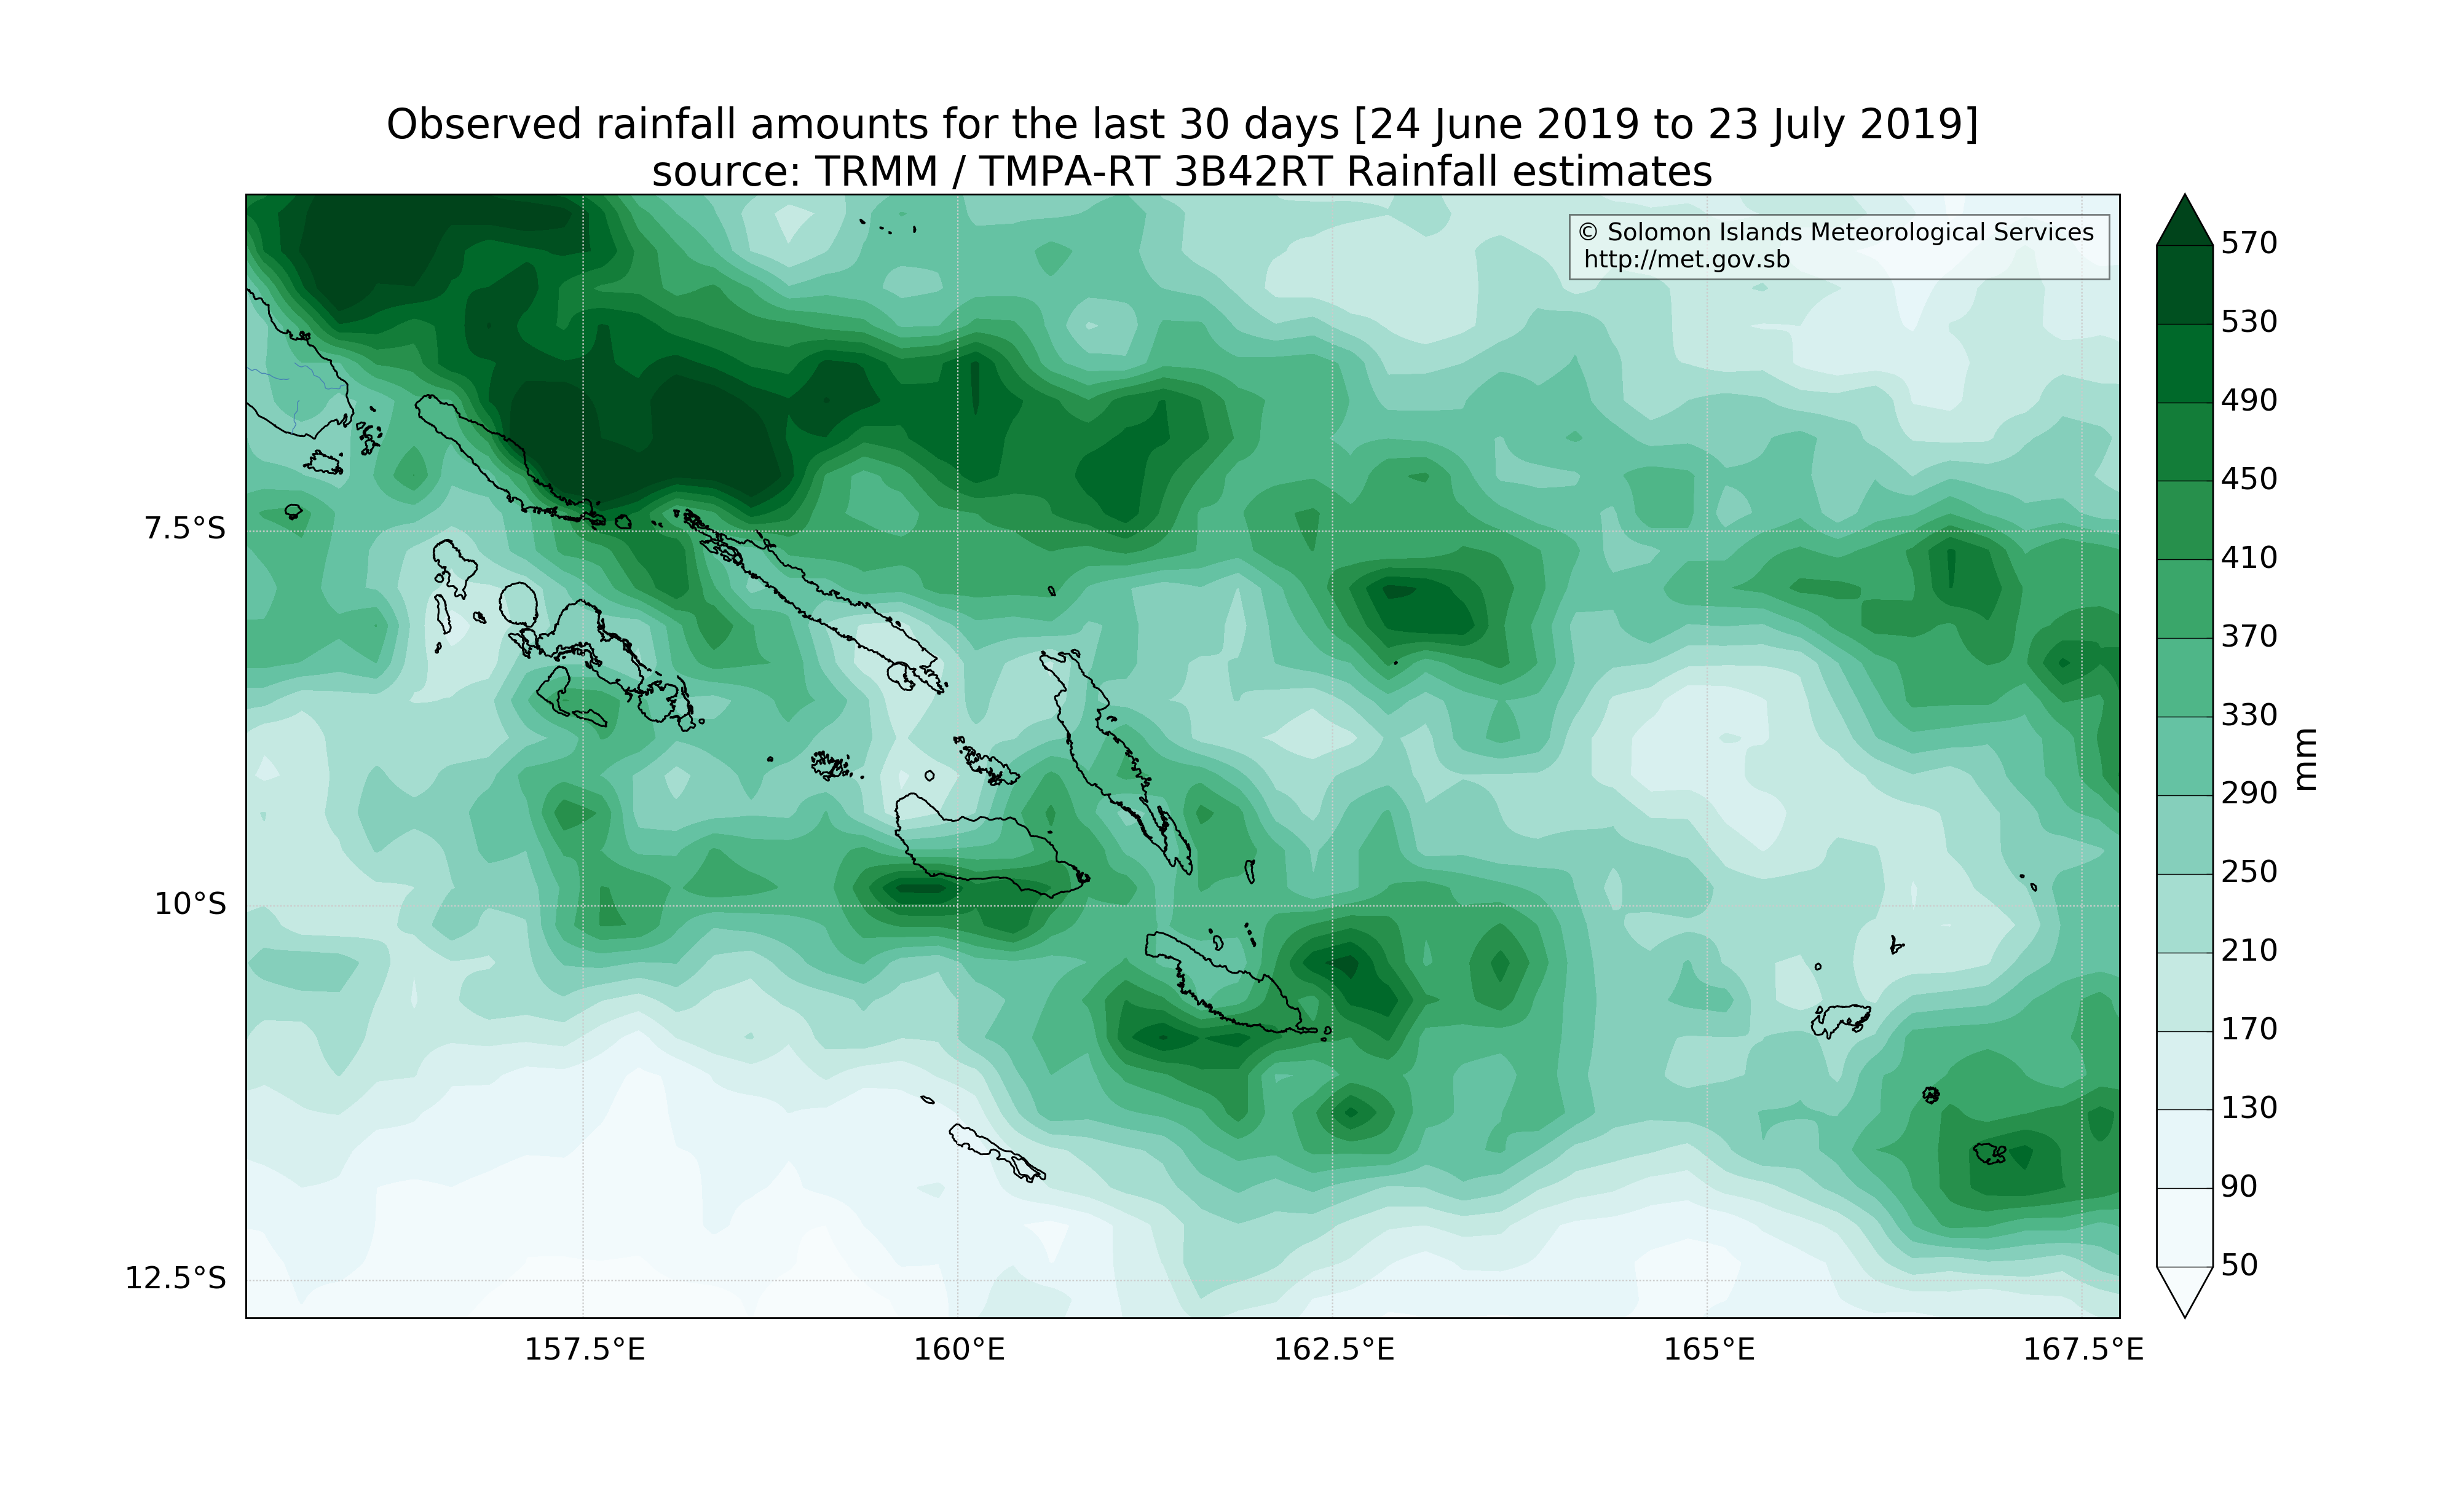 Observed rainfall amounts for the last 30 days [24 June 2019 to 23 July 2019]
source: TRMM / TMPA-RT 3B42RT Rainfall estimates
© Solomon Islands Meteorological Services
http://met.gov.sb
570
530
490
450
410
370
330
290
250
210
170
130
90
50
mm
7.5°S
10°S
12.5°S
157.5°E
160°E
162.5°E
165°E
167.5°E